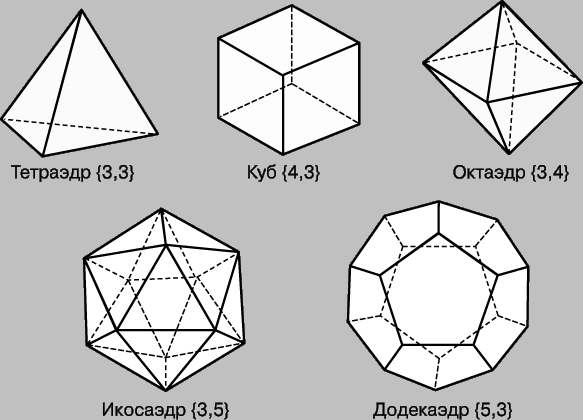 Тетраэдр {3,3}
Куб {4,3}
Октаэдр {3,4}
Икосаэдр {3,5}
Додекаэдр {5,3}